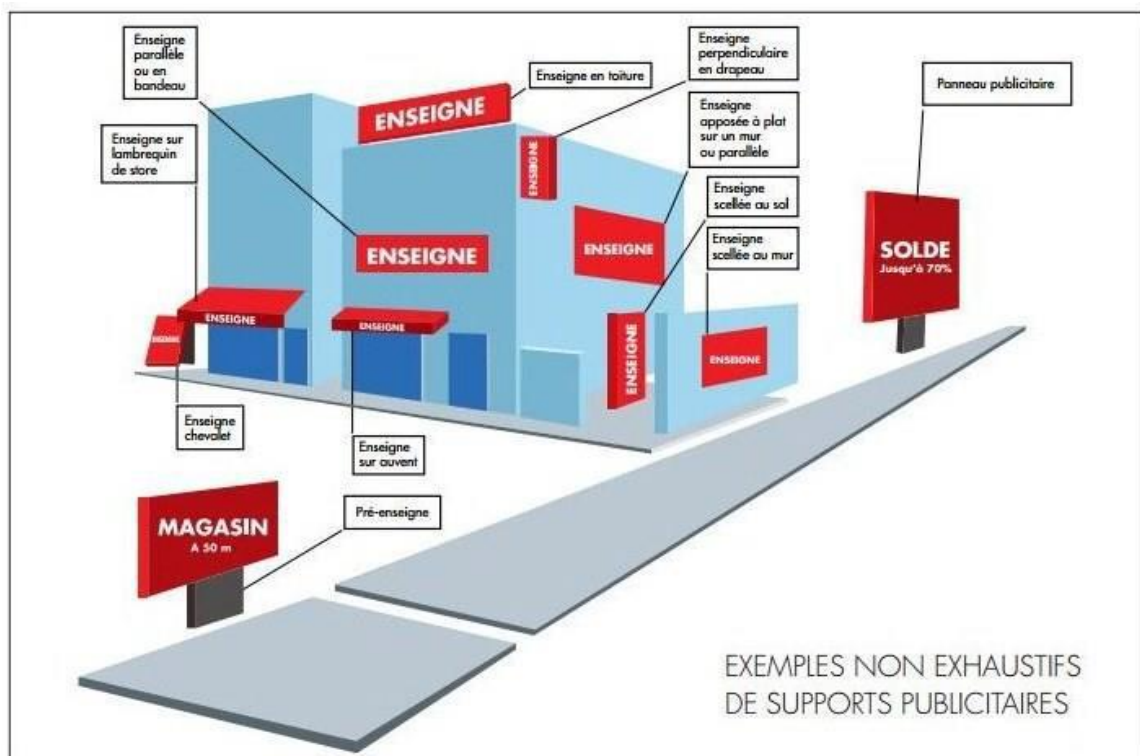 Enseigne
parallèle
ou en
bandeau
Enseigne en toiture
Enseigne
perpendiculaire
en drapeau
Panneau publicitaire
Enseigne sur
lambrequin
de store
Enseigne
apposée à plat
sur un mur
ou parallèle
Enseigne
scellée au sol
Enseigne
scellée au mur
ENSEIGNE
ENSEIGNE
ENSEIGNE
ENSEIGNE
SOLDE
Jusqu'à 70%
ENSEIGNE
ENSEIGNE
ENSEIGNE
ENSEIGNE
ENSEIGNE
Enseigne
chevalet
Enseigne
sur auvent
MAGASIN
A 50 m
Pré-enseigne
EXEMPLES NON EXHAUSTIFS
DE SUPPORTS PUBLICITAIRES